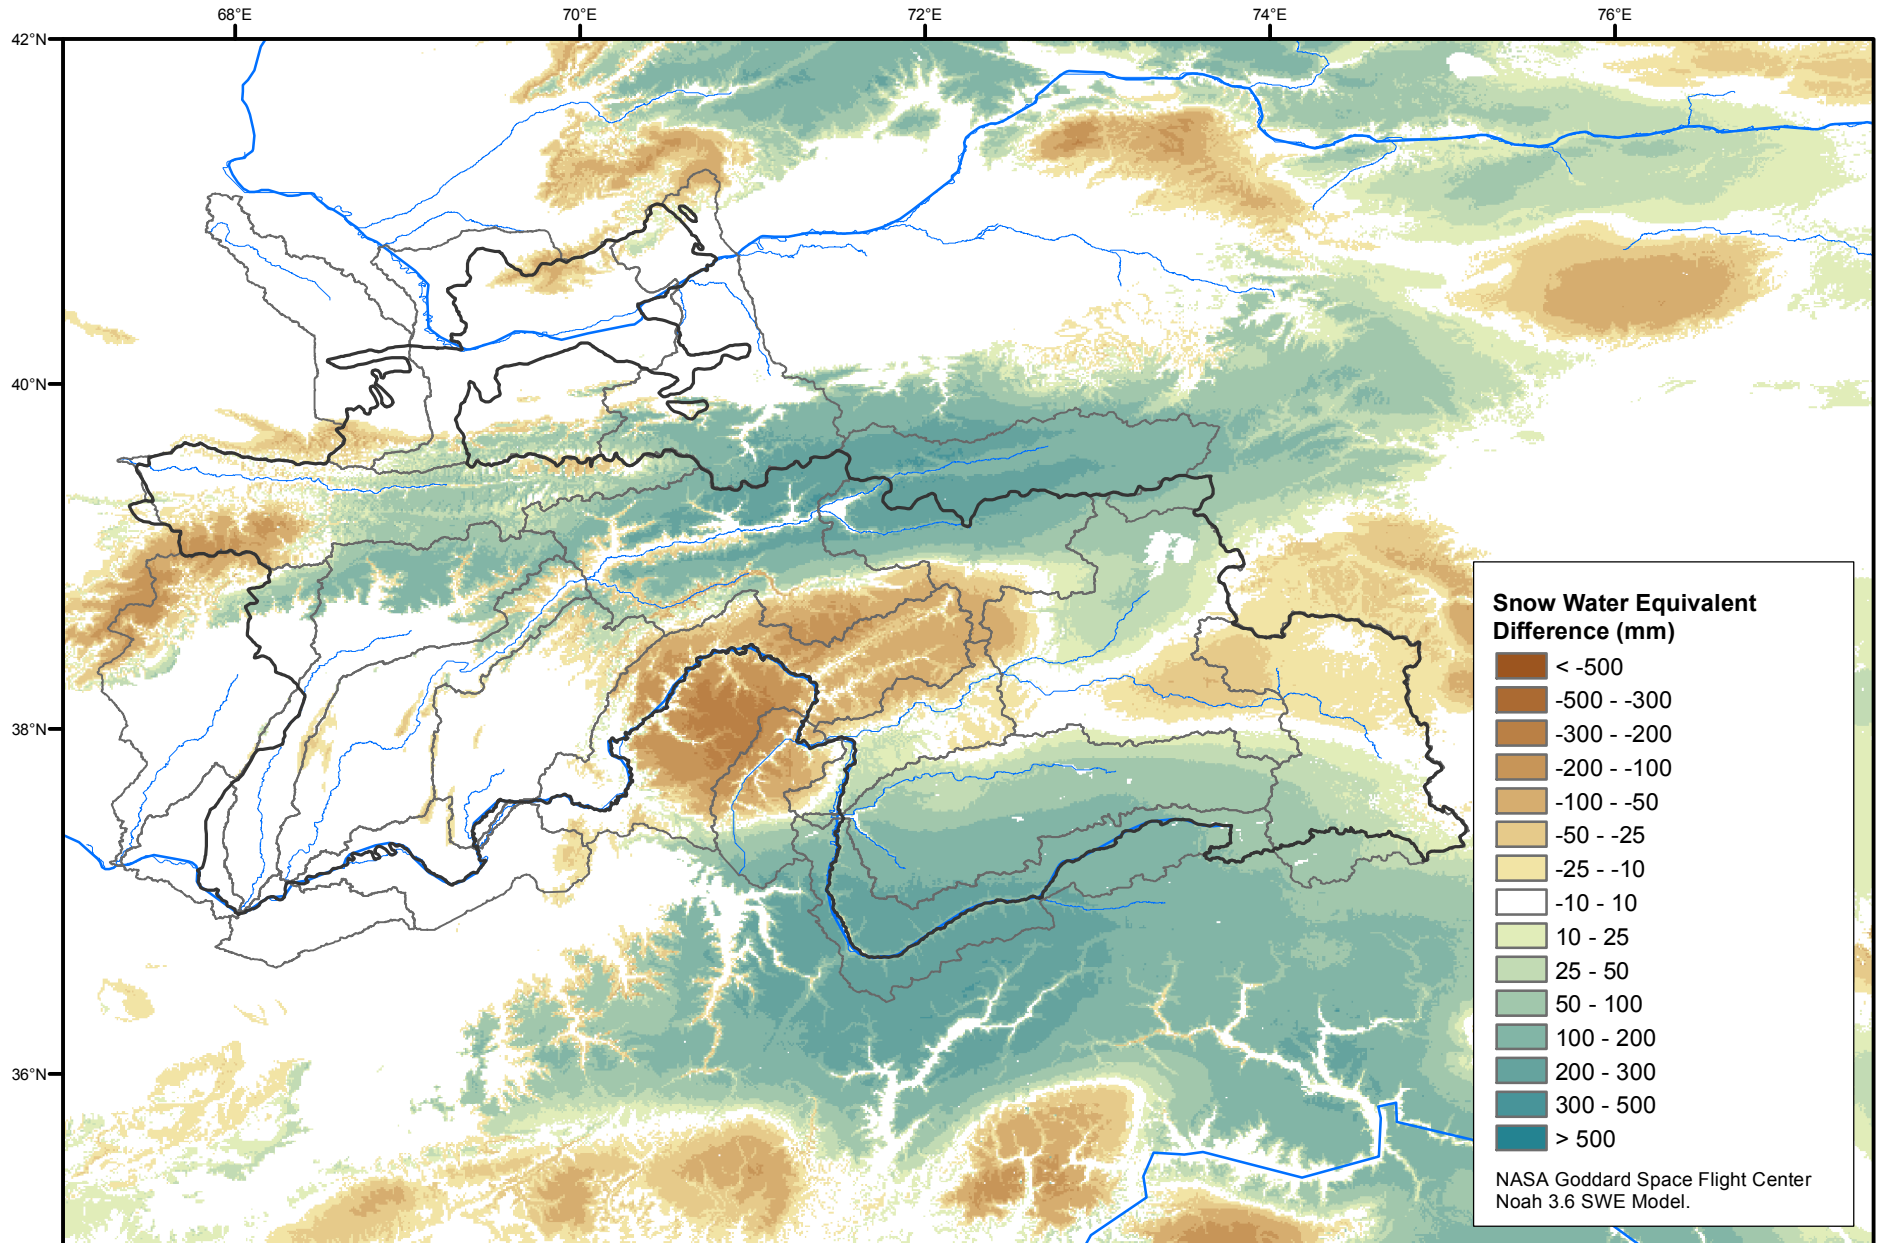 68°E
70°E
72°E
74°E
76°E
42°N
40°N
38°N
36°N
Snow Water Equivalent
Difference (mm)
< -500
-500 - -300
-300 - -200
-200 - -100
-100 - -50
-50 - -25
-25 - -10
-10 - 10
10 - 25
25 - 50
50 - 100
100 - 200
200 - 300
300 - 500
> 500
NASA Goddard Space Flight Center
Noah 3.6 SWE Model.